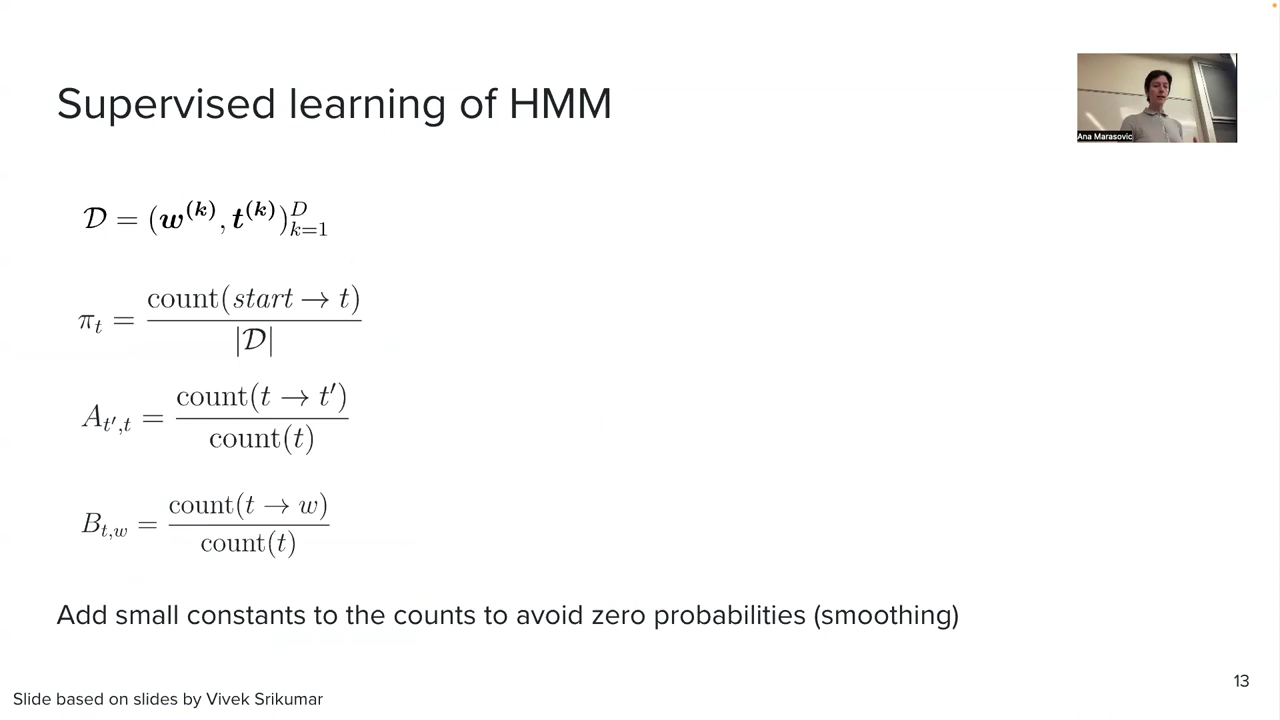 Supervised learning of HMM
Ana Marasovic
𝒟 = (w^(k), t^(k))_{k=1}^D
π_t = count(start → t) / |𝒟|
A_{t′,t} = count(t → t′) / count(t)
B_{t,w} = count(t → w) / count(t)
Add small constants to the counts to avoid zero probabilities (smoothing)
13
Slide based on slides by Vivek Srikumar